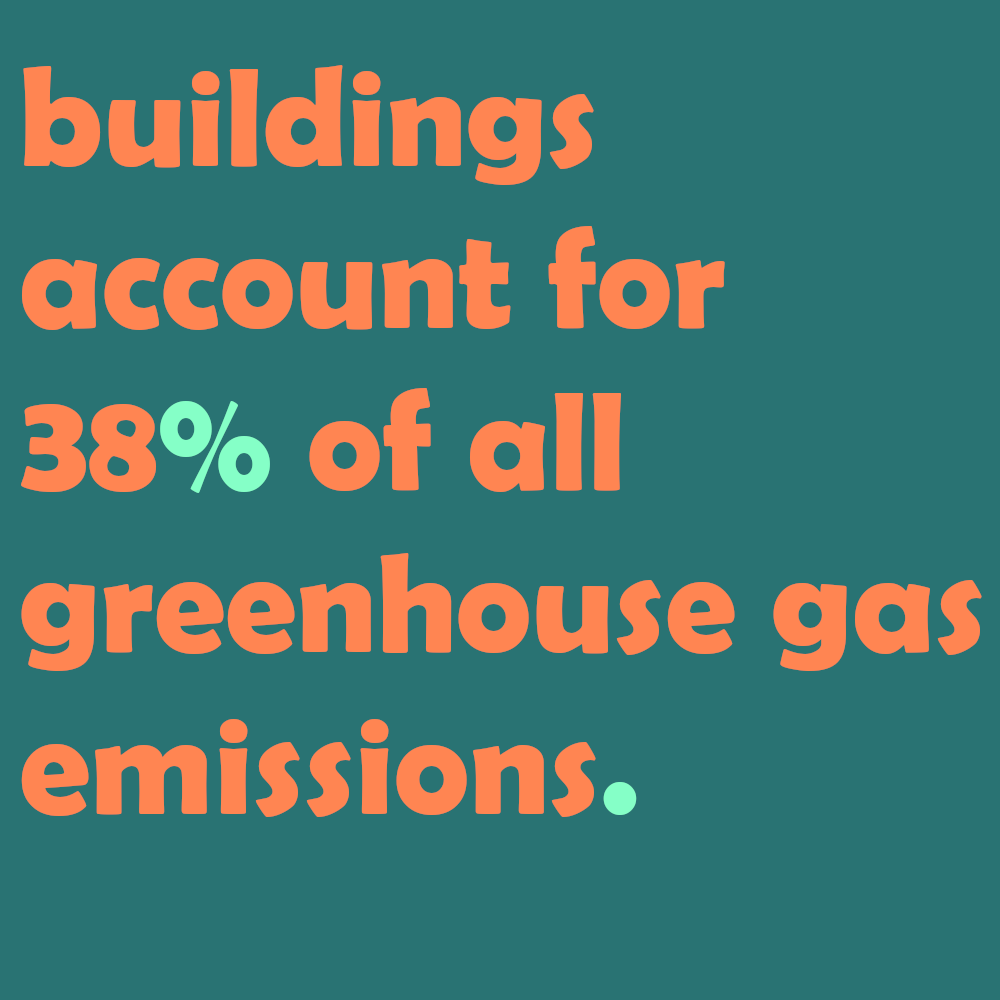 buildings
account for
38% of all
greenhouse gas
emissions.